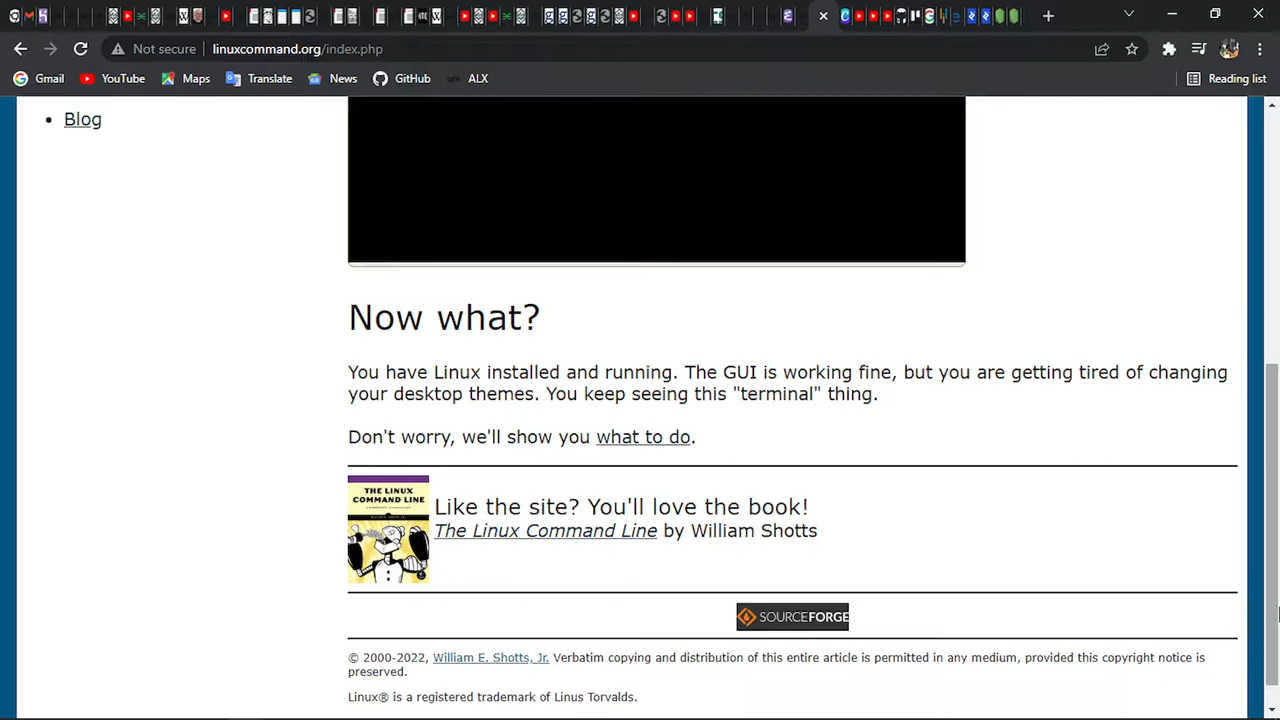 Not secure linuxcommand.org/index.php
Gmail YouTube Maps Translate News GitHub ALX Reading list
Blog
Now what?
You have Linux installed and running. The GUI is working fine, but you are getting tired of changing
your desktop themes. You keep seeing this "terminal" thing.
Don't worry, we'll show you what to do.
THE LINUX
COMMAND LINE
Like the site? You'll love the book!
The Linux Command Line by William Shotts
SOURCEFORGE
© 2000-2022, William E. Shotts, Jr. Verbatim copying and distribution of this entire article is permitted in any medium, provided this copyright notice is
preserved.
Linux® is a registered trademark of Linus Torvalds.